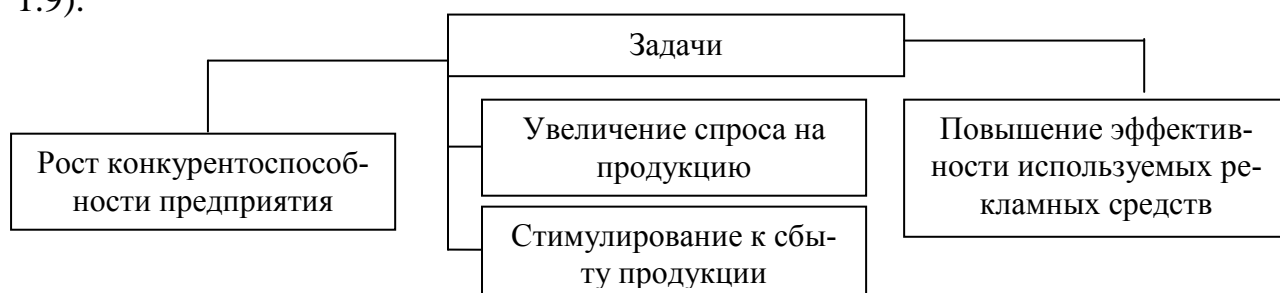 1.9).
Задачи
Рост конкурентоспособ-
ности предприятия
Увеличение спроса на
продукцию
Стимулирование к сбы-
ту продукции
Повышение эффектив-
ности используемых ре-
кламных средств